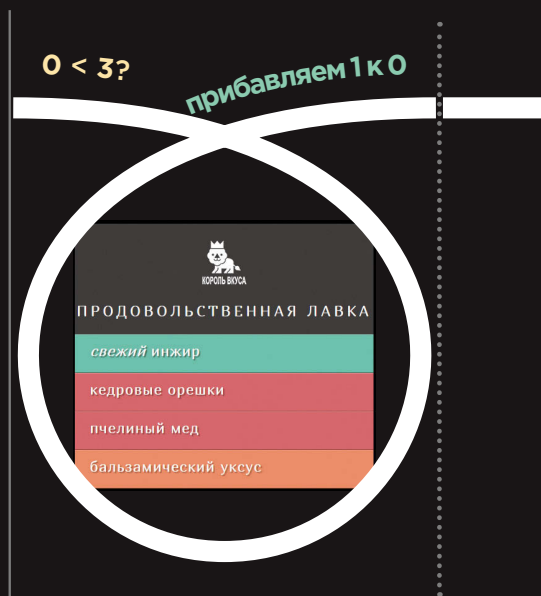 0 < 3?
прибавляем 1 к 0
КОРОЛЬ ВКУСА
ПРОДОВОЛЬСТВЕННАЯ ЛАВКА
свежий инжир
кедровые орешки
пчелиный мед
бальзамический уксус